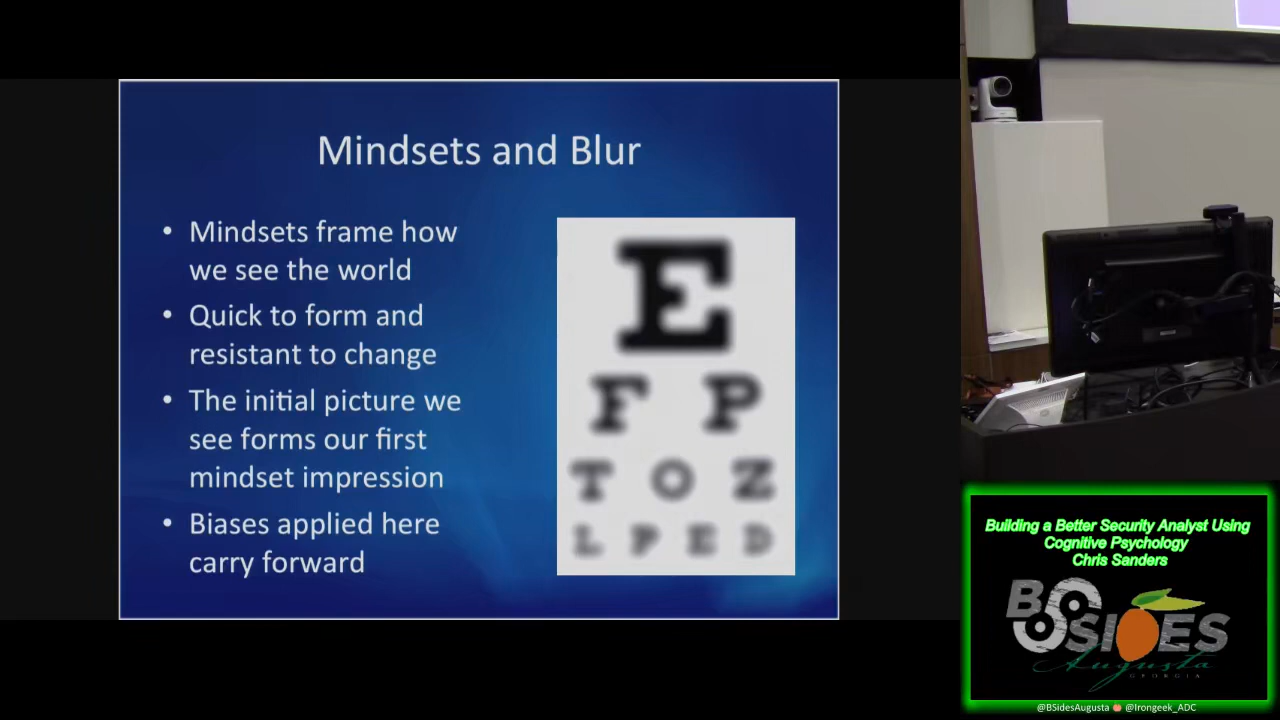 Mindsets and Blur
• Mindsets frame how
we see the world
• Quick to form and
resistant to change
• The initial picture we
see forms our first
mindset impression
• Biases applied here
carry forward
E
F P
T O Z
L P E D
Building a Better Security Analyst Using
Cognitive Psychology
Chris Sanders
BSIDES
Augusta
GEORGIA
@BSidesAugusta @Irongeek_ADC